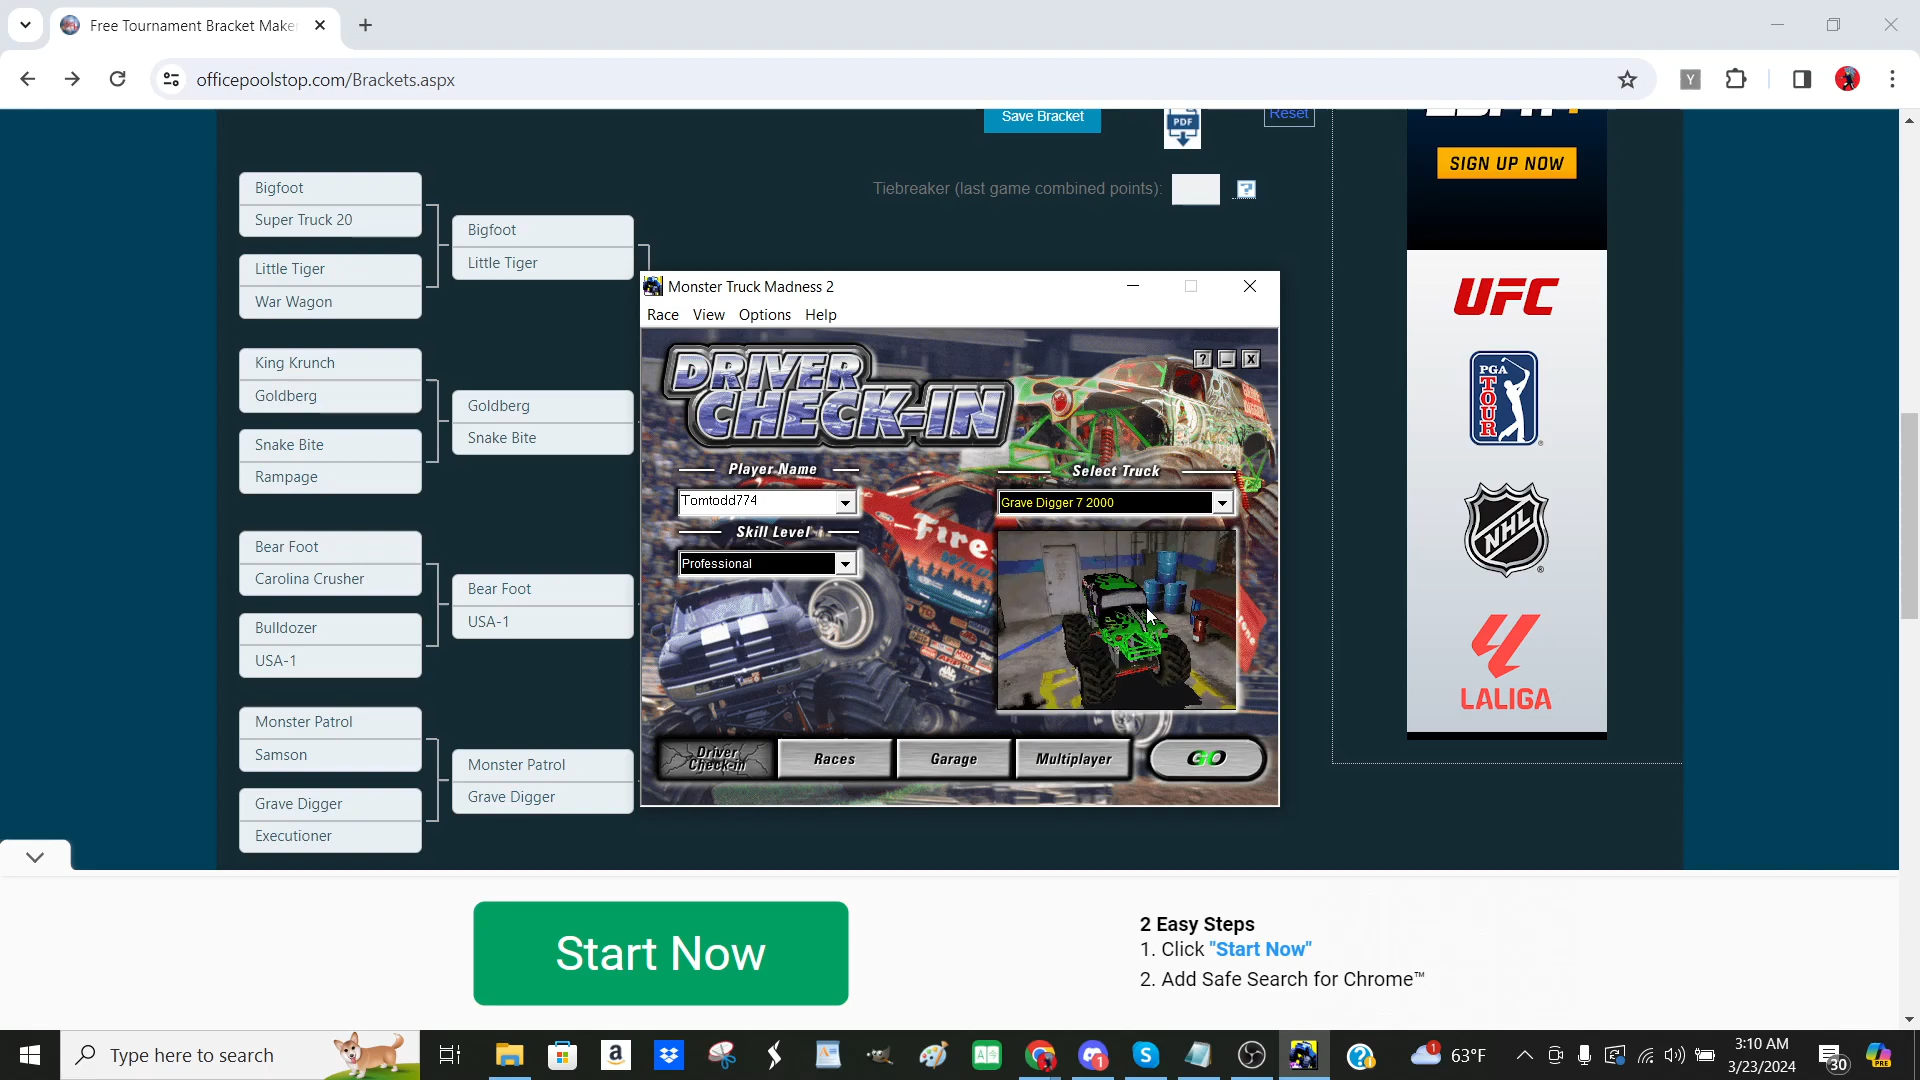 Free Tournament Bracket Make
officepoolstop.com/Brackets.aspx
Y
Save Bracket
PDF
Reset
Tiebreaker (last game combined points):
?
Bigfoot
Super Truck 20
Little Tiger
War Wagon
King Krunch
Goldberg
Snake Bite
Rampage
Bear Foot
Carolina Crusher
Bulldozer
USA-1
Monster Patrol
Samson
Grave Digger
Executioner
Bigfoot
Little Tiger
Goldberg
Snake Bite
Bear Foot
USA-1
Monster Patrol
Grave Digger
Monster Truck Madness 2
Race View Options Help
DRIVER
CHECK-IN
? _ X
Player Name
Tomtodd774
Skill Level
Professional
Select Truck
Grave Digger 7 2000
Fire
Driver
Check-in
Races
Garage
Multiplayer
GO
SIGN UP NOW
UFC
PGA
TOUR
NHL
LALIGA
Start Now
2 Easy Steps
1. Click "Start Now"
2. Add Safe Search for Chrome™
Type here to search
63°F
3:10 AM
3/23/2024
30